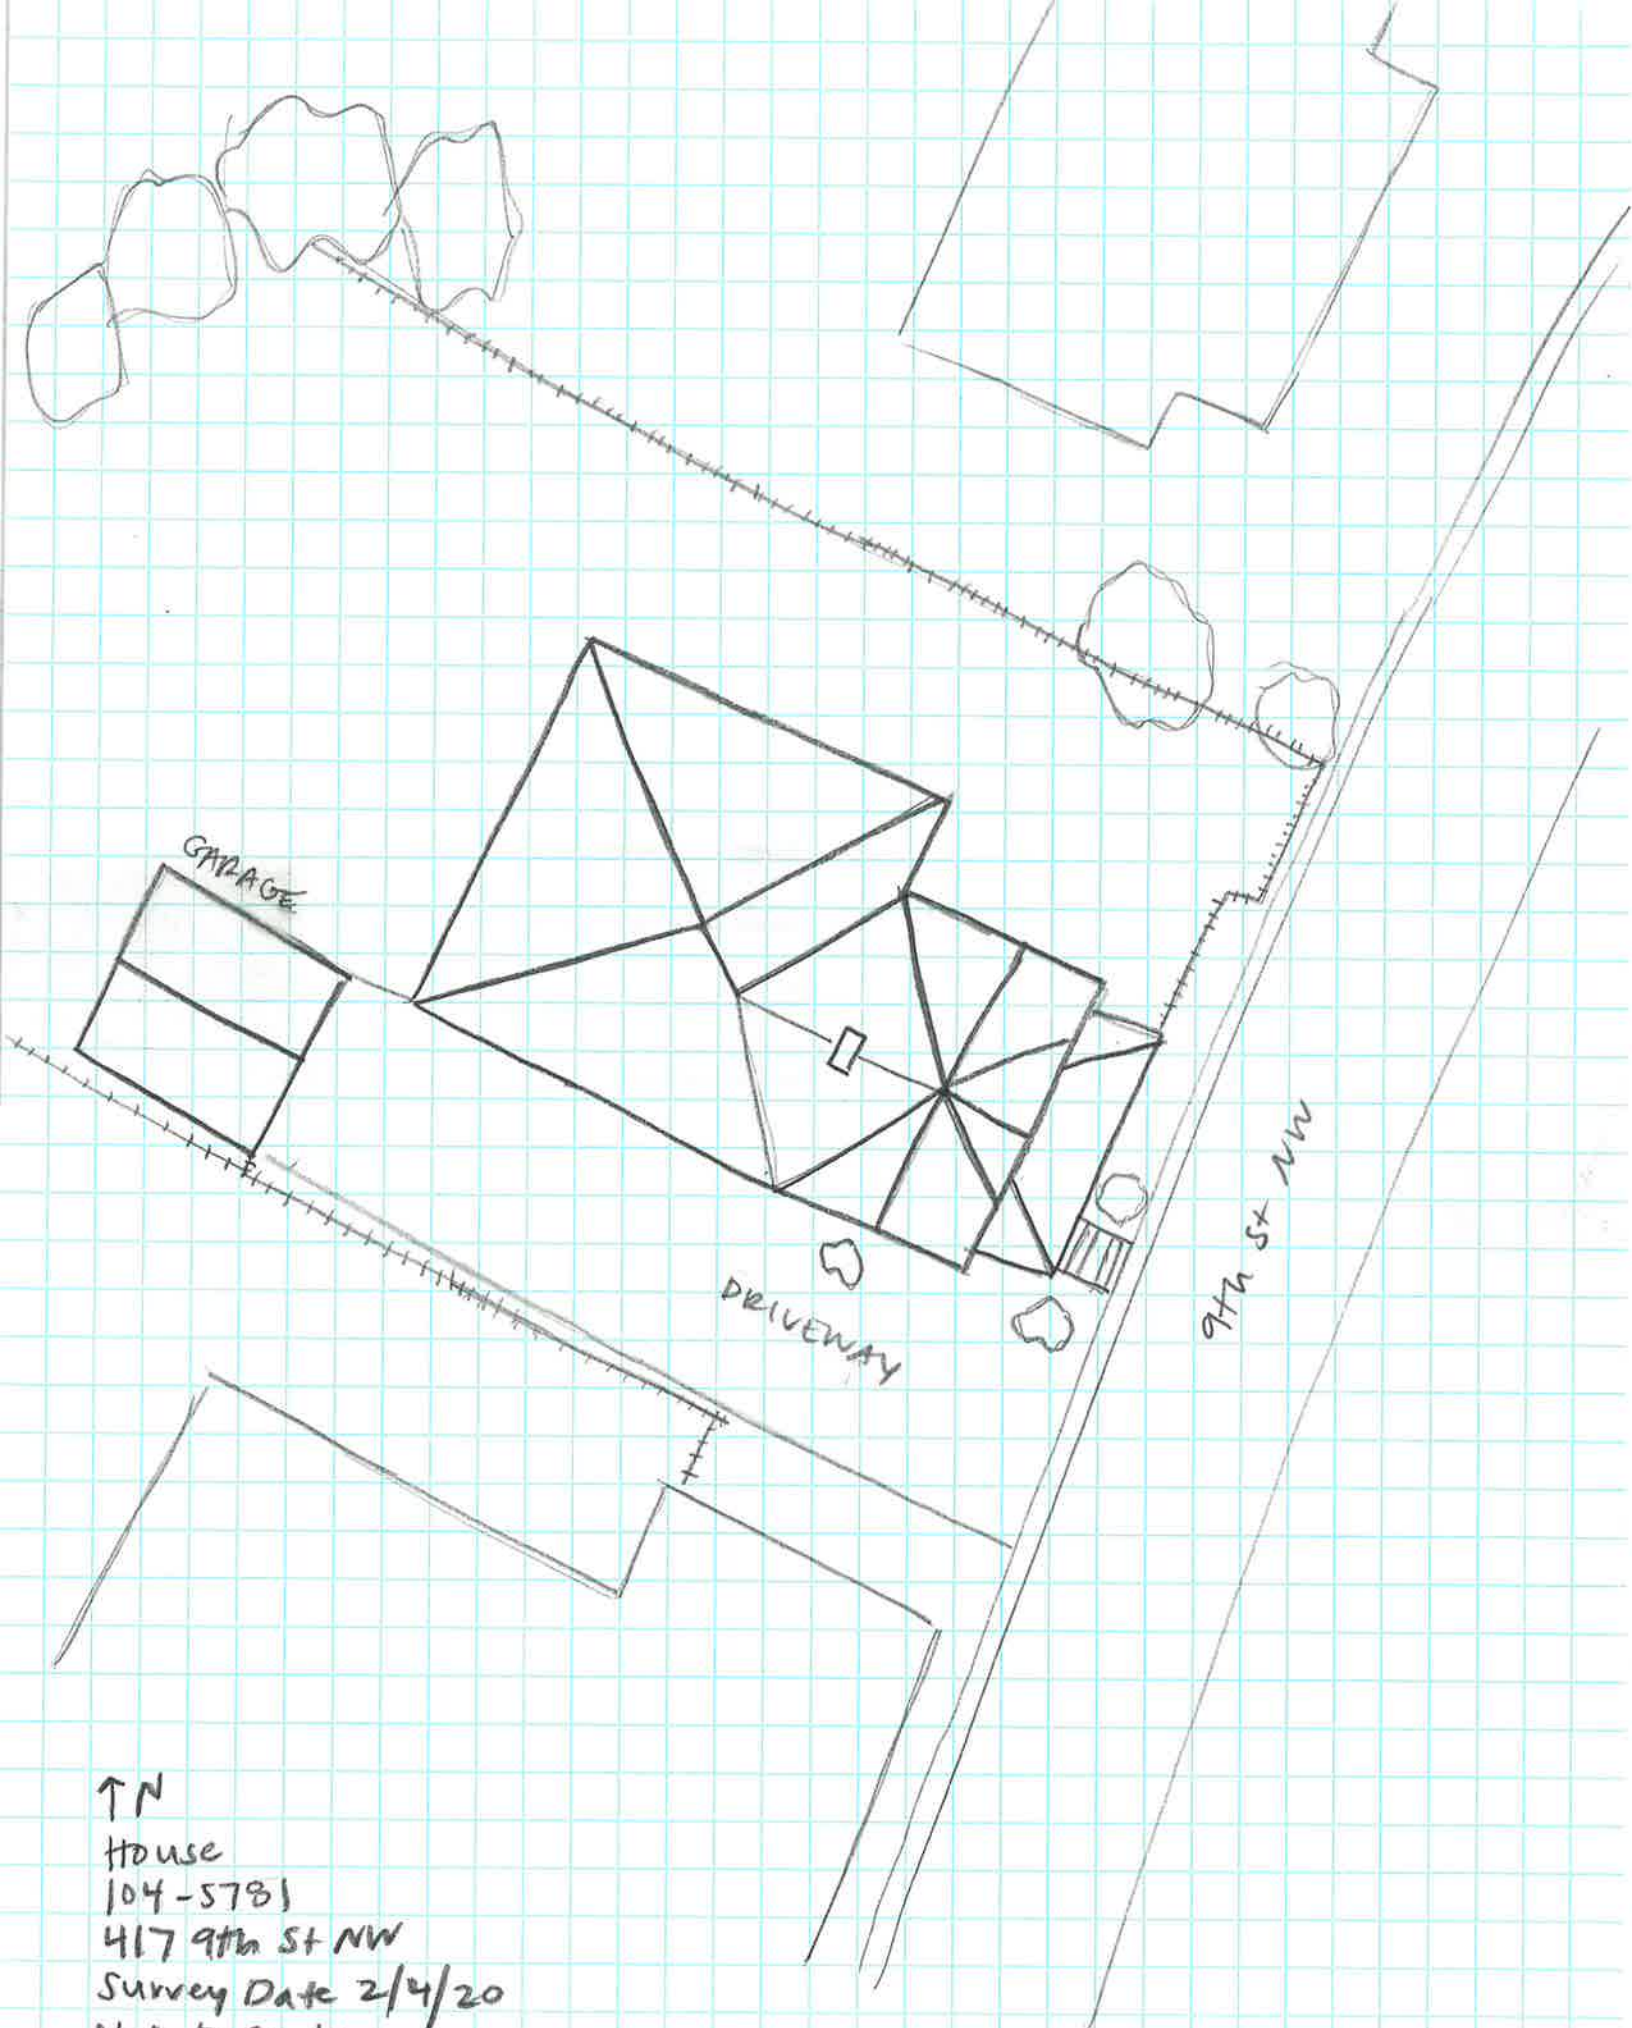 GARAGE
9th St NW
DRIVEWAY
↑N
House
104-5781
417 9th St NW
Survey Date 2/4/20